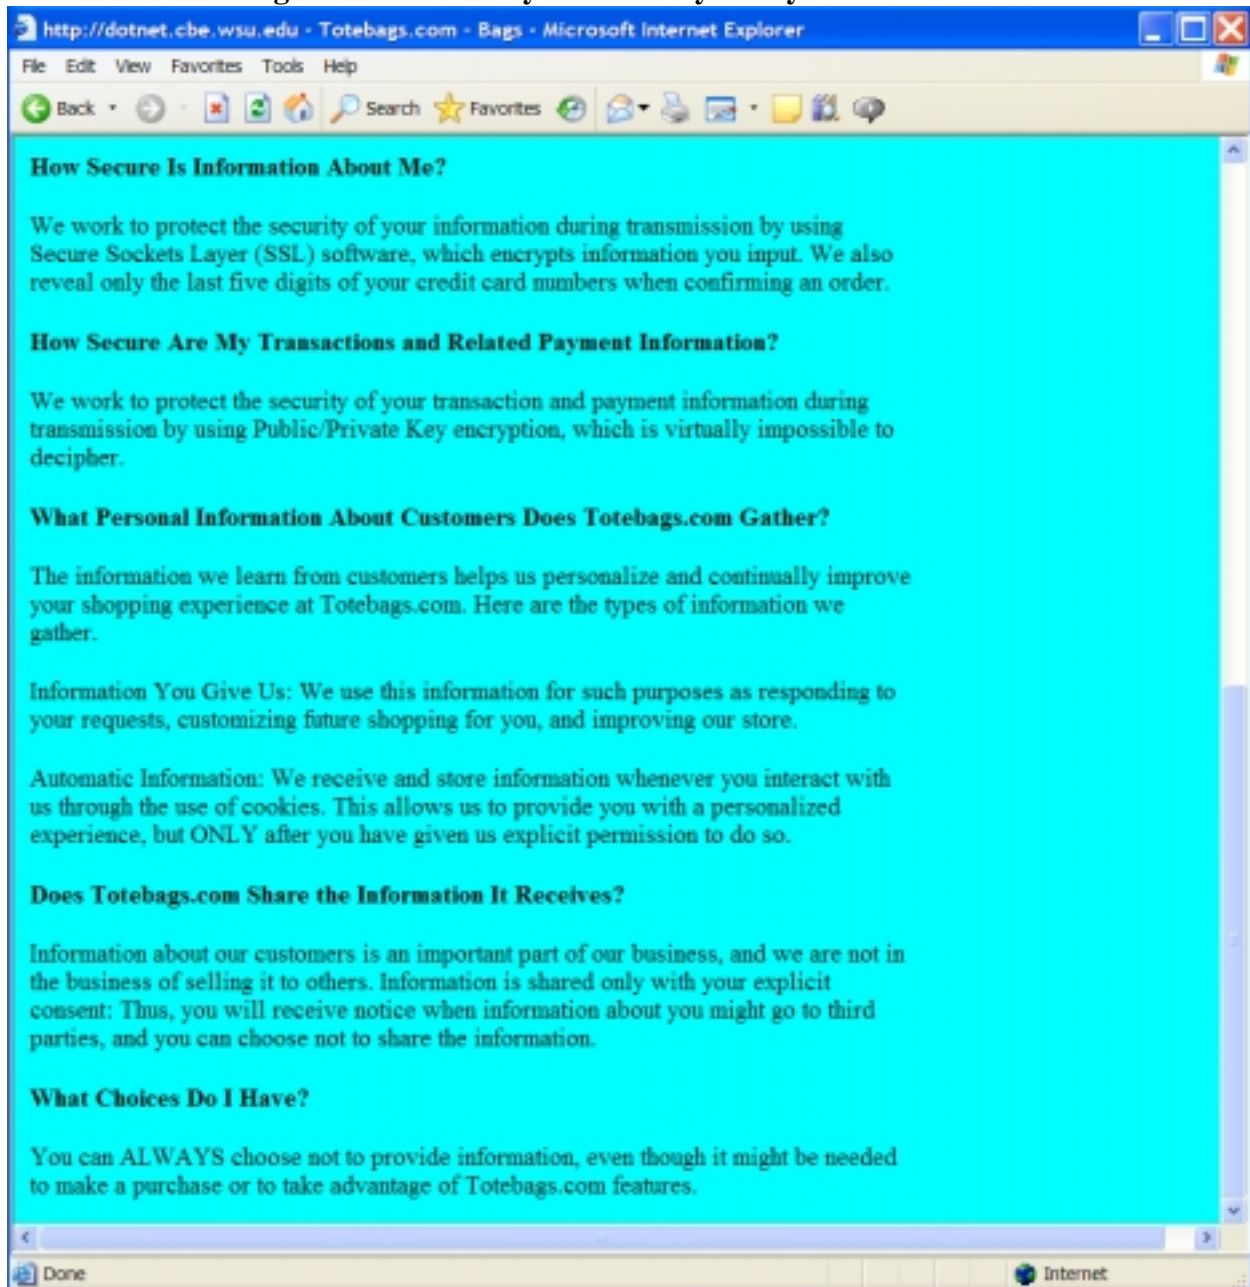 http://dotnet.cbe.wsu.edu - Totebags.com - Bags - Microsoft Internet Explorer
File Edit View Favorites Tools Help
Back Search Favorites
How Secure Is Information About Me?
We work to protect the security of your information during transmission by using
Secure Sockets Layer (SSL) software, which encrypts information you input. We also
reveal only the last five digits of your credit card numbers when confirming an order.
How Secure Are My Transactions and Related Payment Information?
We work to protect the security of your transaction and payment information during
transmission by using Public/Private Key encryption, which is virtually impossible to
decipher.
What Personal Information About Customers Does Totebags.com Gather?
The information we learn from customers helps us personalize and continually improve
your shopping experience at Totebags.com. Here are the types of information we
gather.
Information You Give Us: We use this information for such purposes as responding to
your requests, customizing future shopping for you, and improving our store.
Automatic Information: We receive and store information whenever you interact with
us through the use of cookies. This allows us to provide you with a personalized
experience, but ONLY after you have given us explicit permission to do so.
Does Totebags.com Share the Information It Receives?
Information about our customers is an important part of our business, and we are not in
the business of selling it to others. Information is shared only with your explicit
consent: Thus, you will receive notice when information about you might go to third
parties, and you can choose not to share the information.
What Choices Do I Have?
You can ALWAYS choose not to provide information, even though it might be needed
to make a purchase or to take advantage of Totebags.com features.
Done Internet